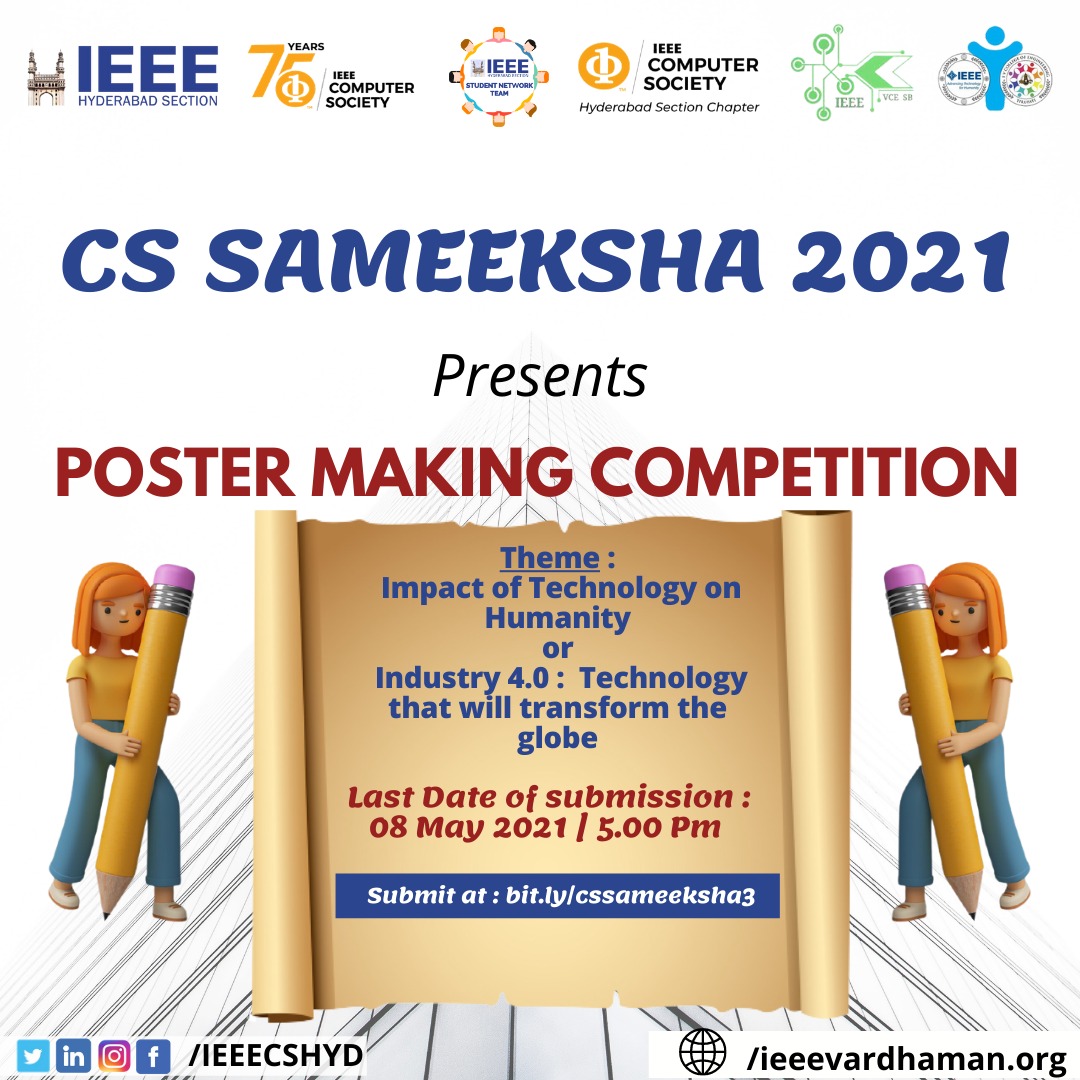 IEEE
HYDERABAD SECTION
75 YEARS
IEEE
COMPUTER
SOCIETY
IEEE
HYDERABAD SECTION
STUDENT NETWORK
TEAM
IEEE
COMPUTER
SOCIETY
Hyderabad Section Chapter
IEEE VCE SB
IEEE
CS SAMEEKSHA 2021
Presents
POSTER MAKING COMPETITION
Theme :
Impact of Technology on
Humanity
or
Industry 4.0 : Technology
that will transform the
globe
Last Date of submission :
08 May 2021 / 5.00 Pm
Submit at : bit.ly/cssameeksha3
/IEEECSHYD
/ieeevardhaman.org